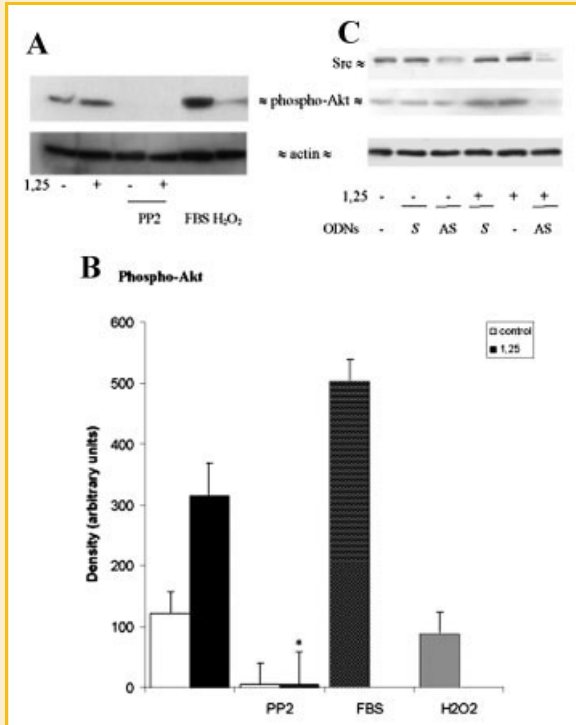 A
C
Src ≈
≈ phospho-Akt ≈
≈ actin ≈
1,25 - + - +
PP2 FBS H₂O₂
1,25 - - - + + +
ODNs - S AS S - AS
B Phospho-Akt
control
1,25
Density (arbitrary units)
600
500
400
300
200
100
0
*
PP2 FBS H2O2